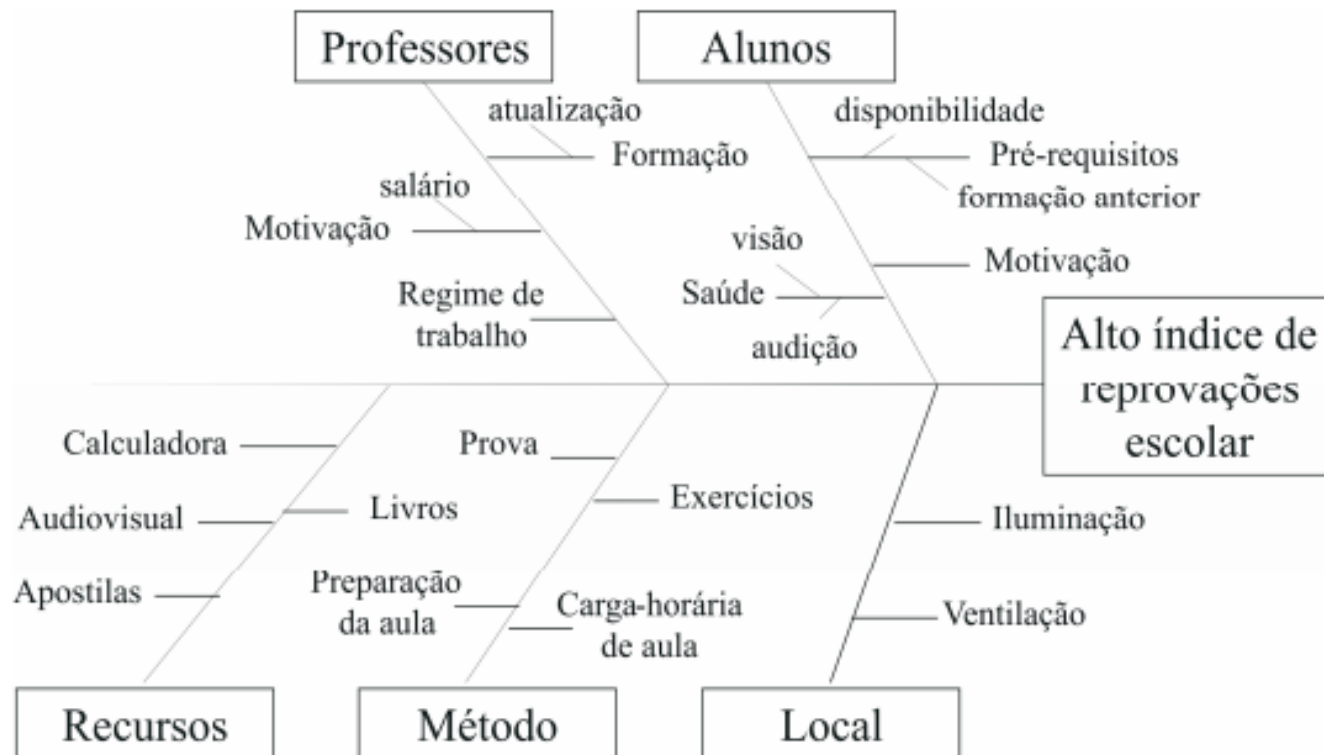 Professores
Alunos
atualização
Formação
disponibilidade
Pré-requisitos
formação anterior
salário
Motivação
visão
Saúde
audição
Motivação
Regime de
trabalho
Alto índice de
reprovações
escolar
Calculadora
Prova
Audiovisual
Livros
Exercícios
Iluminação
Apostilas
Preparação
da aula
Carga-horária
de aula
Ventilação
Recursos
Método
Local